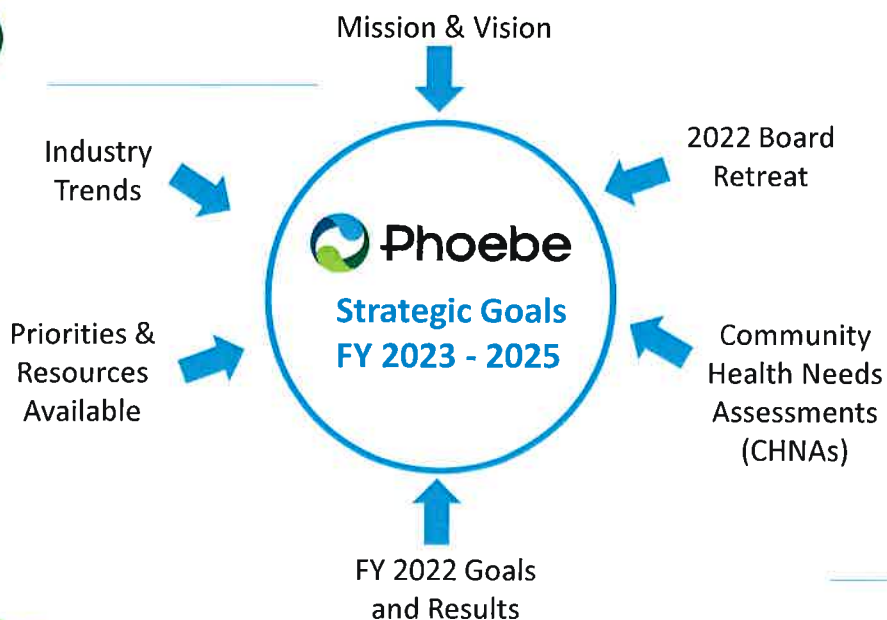 Mission & Vision
Industry
Trends
2022 Board
Retreat
Phoebe
Strategic Goals
FY 2023 - 2025
Priorities &
Resources
Available
Community
Health Needs
Assessments
(CHNAs)
FY 2022 Goals
and Results